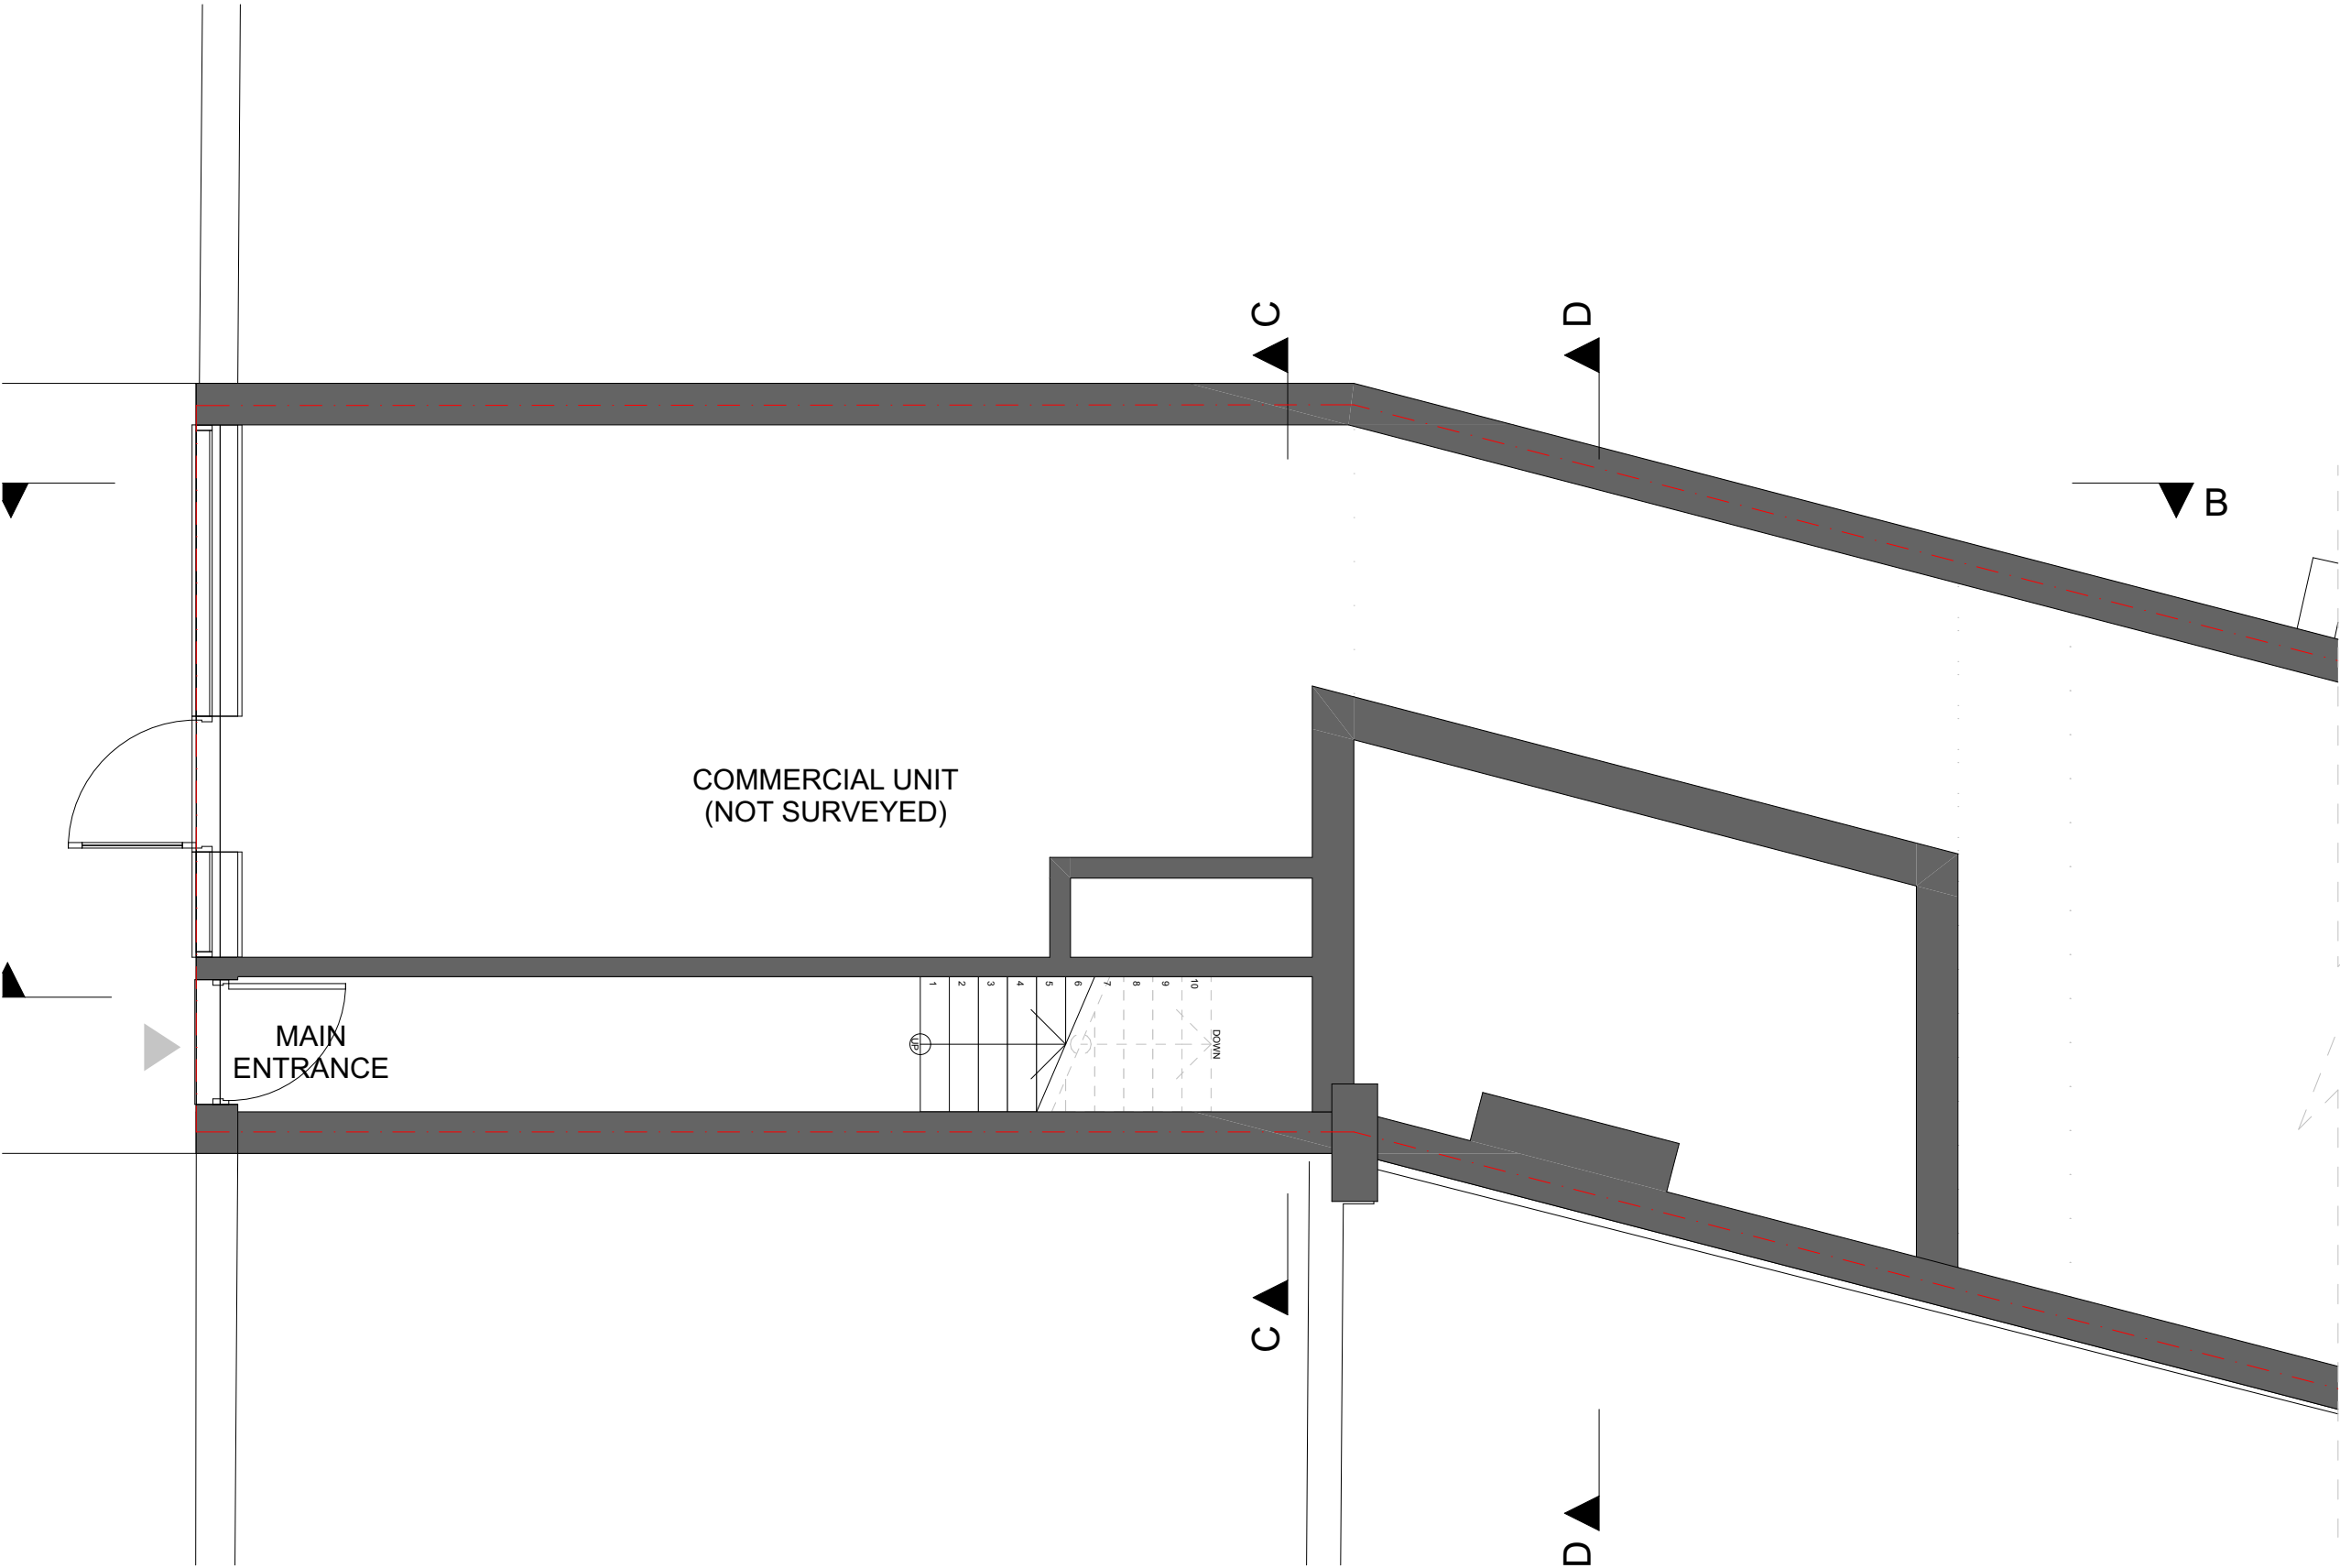 C
D
B
COMMERCIAL UNIT
(NOT SURVEYED)
1
2
3
4
5
6
7
8
9
10
MAIN
ENTRANCE
UP
DOWN
C
D